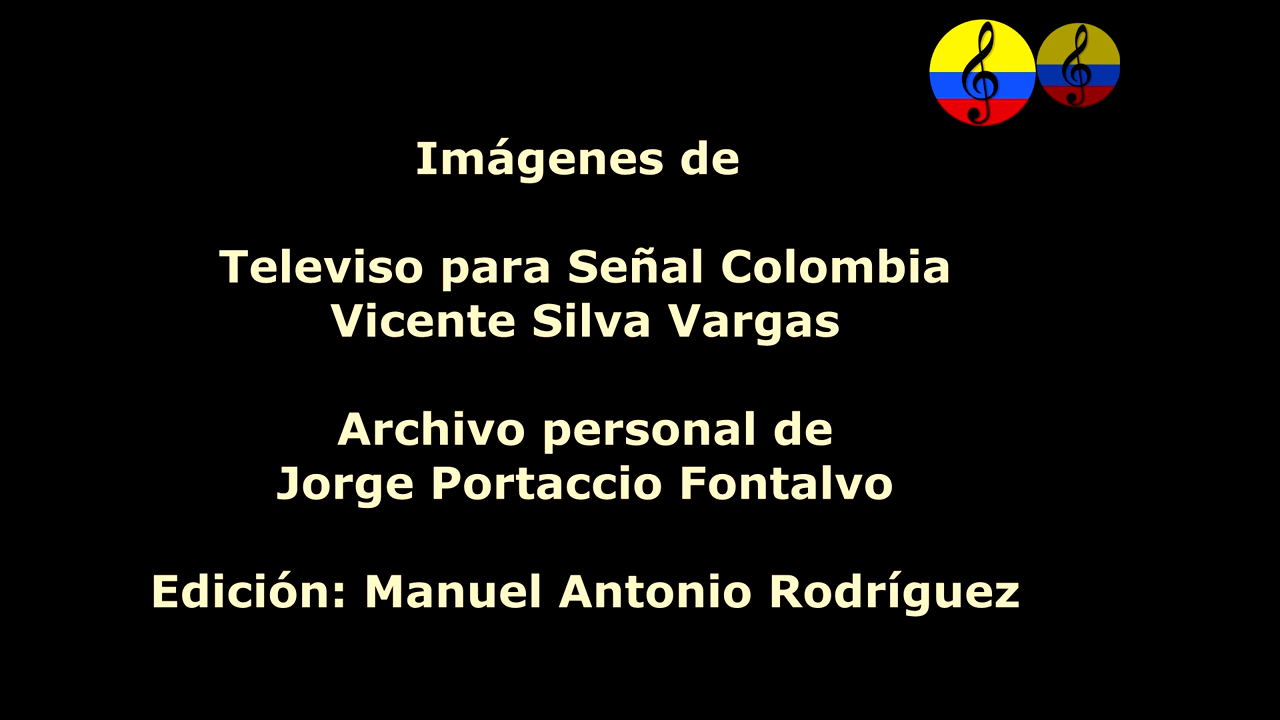 Imágenes de
Televiso para Señal Colombia
Vicente Silva Vargas
Archivo personal de
Jorge Portaccio Fontalvo
Edición: Manuel Antonio Rodríguez